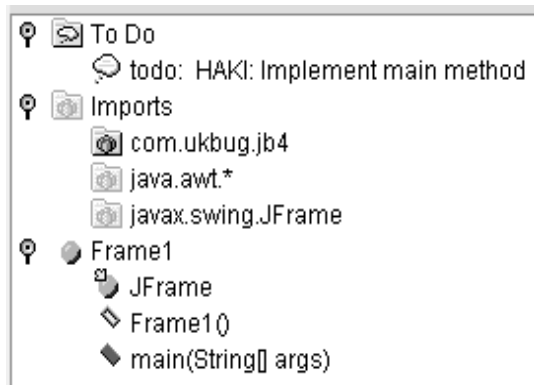 To Do
todo: HAKI: Implement main method
Imports
com.ukbug.jb4
java.awt.*
javax.swing.JFrame
Frame1
JFrame
Frame1()
main(String[] args)